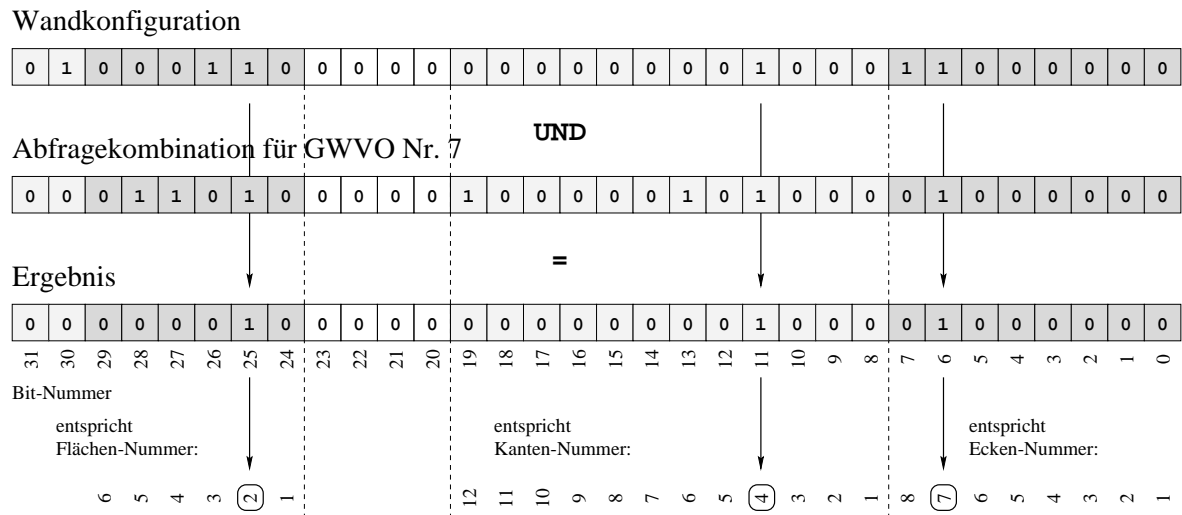 Wandkonfiguration
0 1 0 0 0 1 1 0 0 0 0 0 0 0 0 0 0 0 0 0 1 0 0 0 1 1 0 0 0 0 0 0
UND
Abfragekombination für GWVO Nr. 7
0 0 0 1 1 0 1 0 0 0 0 0 1 0 0 0 0 0 1 0 1 0 0 0 0 1 0 0 0 0 0 0
=
Ergebnis
0 0 0 0 0 0 1 0 0 0 0 0 0 0 0 0 0 0 0 0 1 0 0 0 0 1 0 0 0 0 0 0
31 30 29 28 27 26 25 24 23 22 21 20 19 18 17 16 15 14 13 12 11 10 9 8 7 6 5 4 3 2 1 0
Bit-Nummer
entspricht entspricht entspricht
Flächen-Nummer: Kanten-Nummer: Ecken-Nummer:
6 5 4 3 2 1 12 11 10 9 8 7 6 5 4 3 2 1 8 7 6 5 4 3 2 1